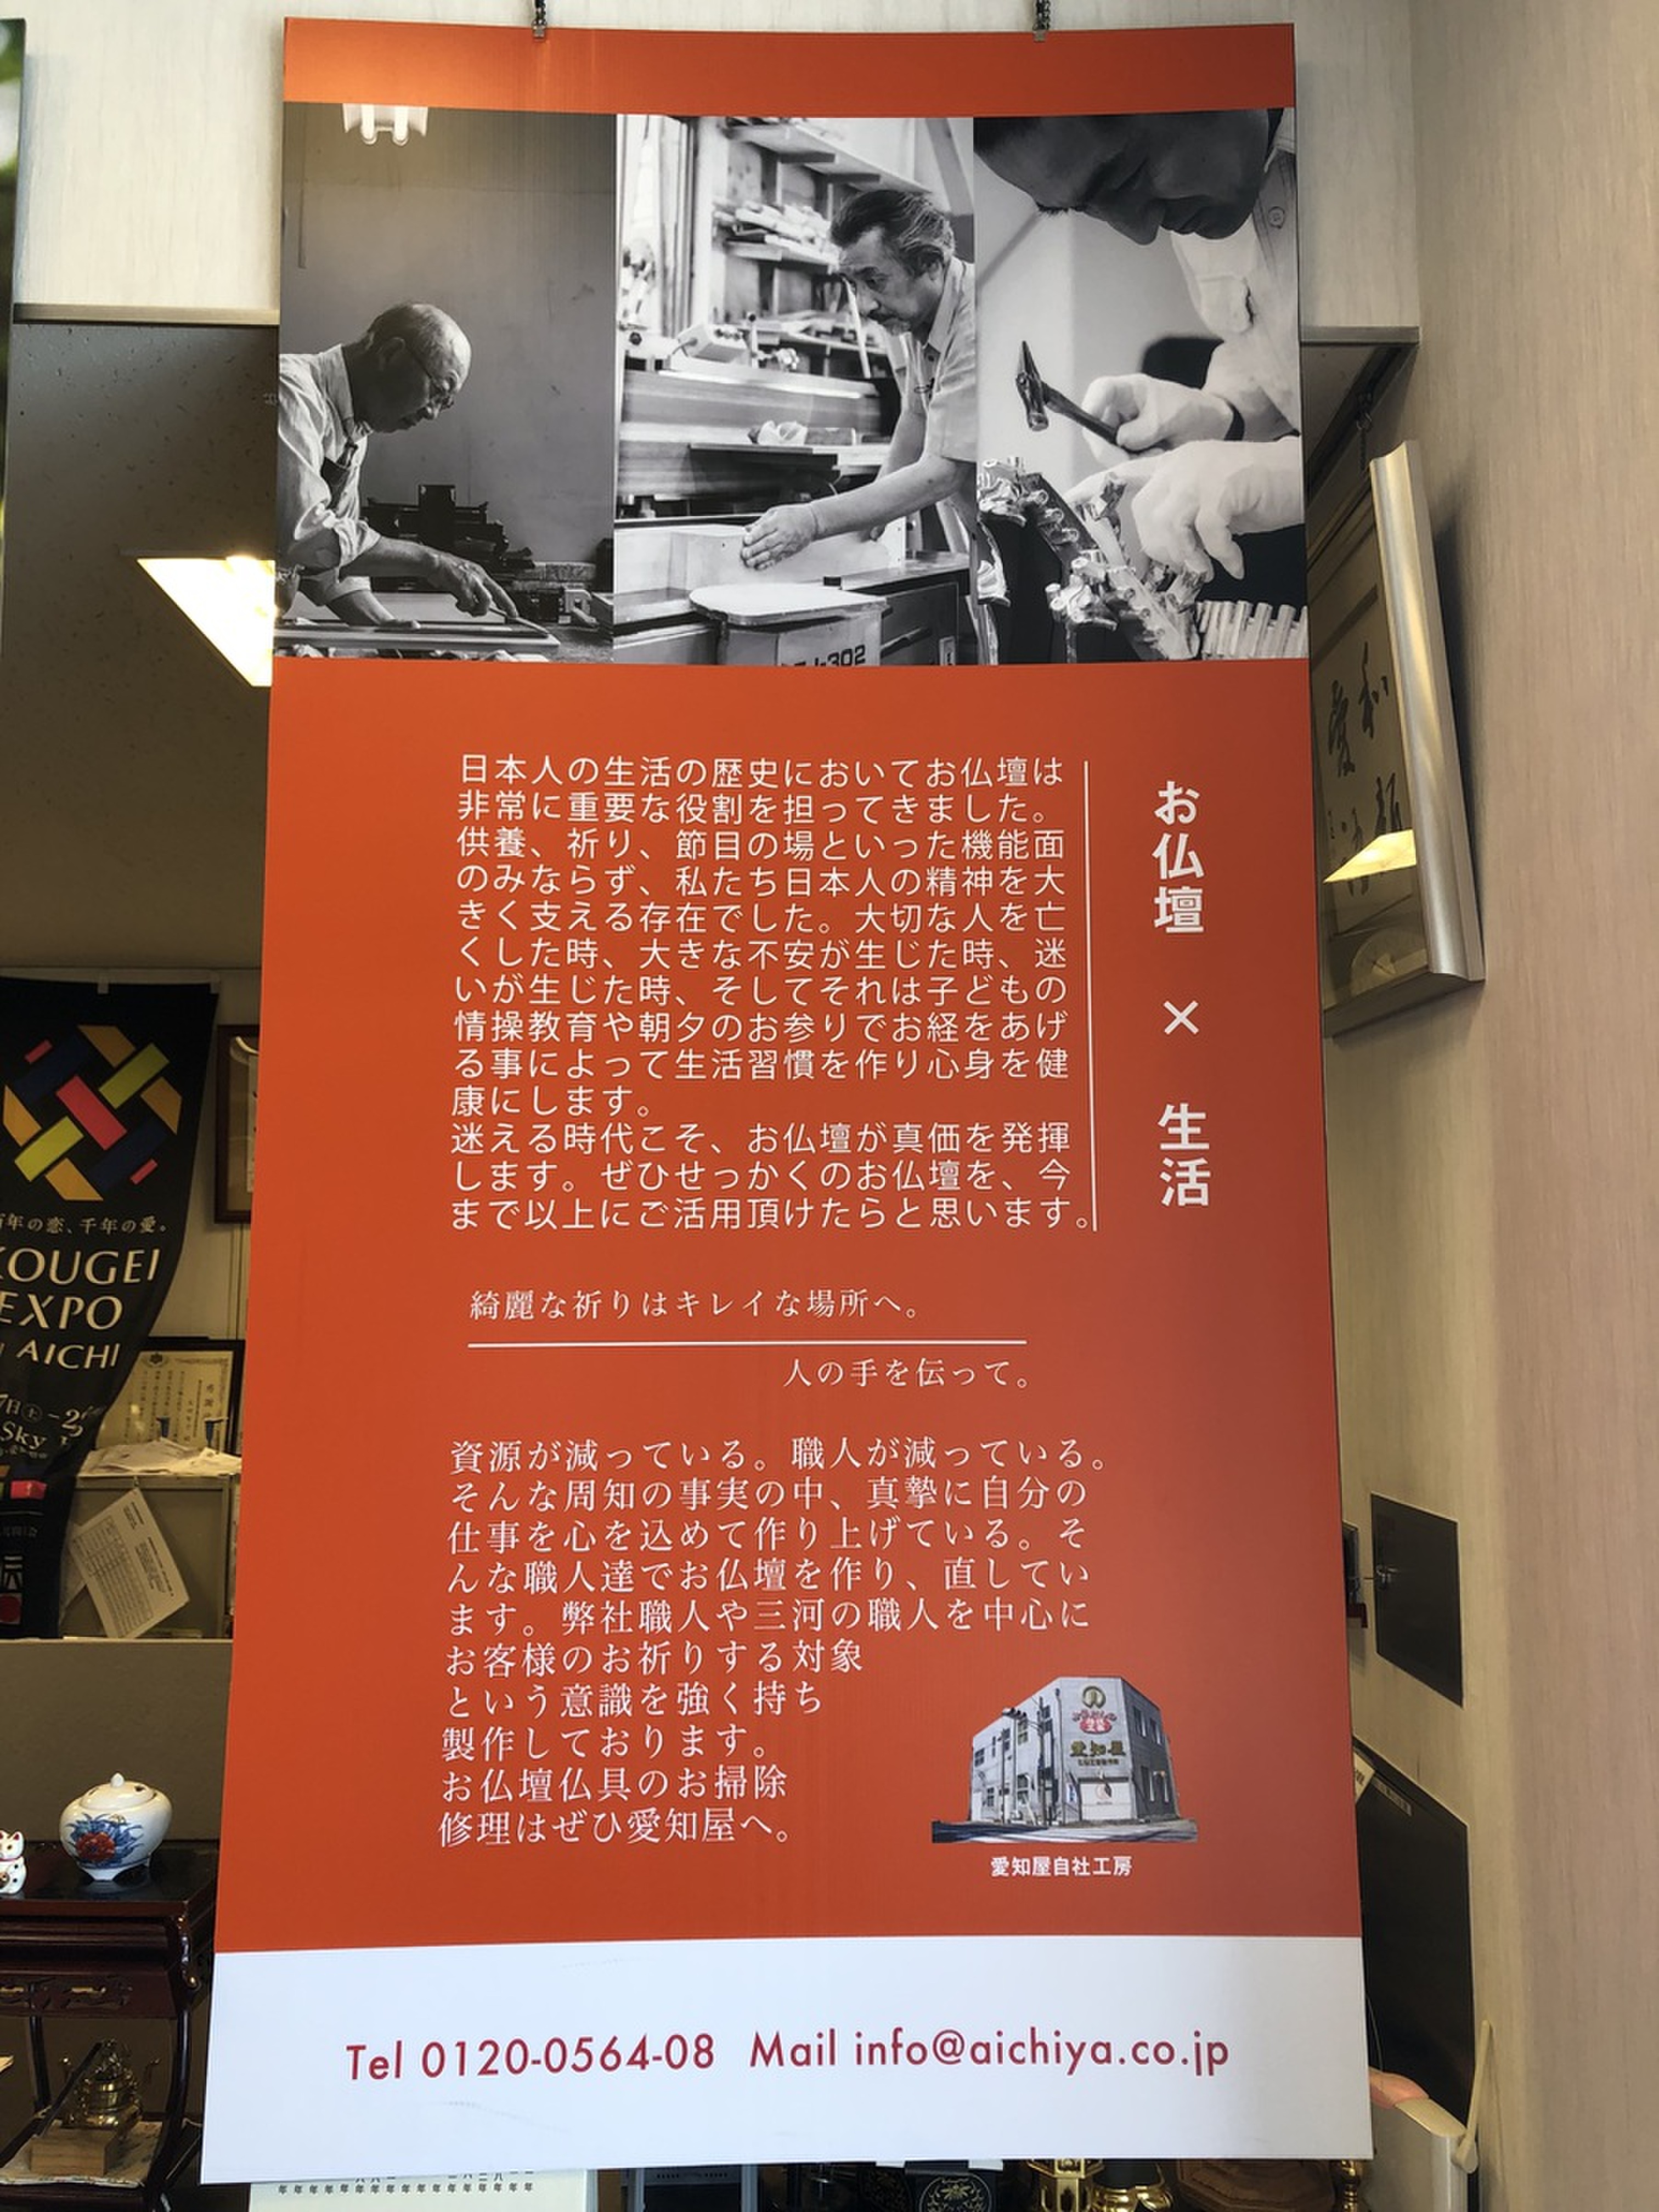 お仏壇 × 生活
日本人の生活の歴史においてお仏壇は
非常に重要な役割を担ってきました。
供養、祈り、節目の場といった機能面
のみならず、私たち日本人の精神を大
きく支える存在でした。大切な人を亡
くした時、大きな不安が生じた時、迷
いが生じた時、そしてそれは子どもの
情操教育や朝夕のお参りでお経をあげ
る事によって生活習慣を作り心身を健
康にします。
迷える時代こそ、お仏壇が真価を発揮
します。ぜひせっかくのお仏壇を、今
まで以上にご活用頂けたらと思います。
綺麗な祈りはキレイな場所へ。
人の手を伝って。
資源が減っている。職人が減っている。
そんな周知の事実の中、真摯に自分の
仕事を心を込めて作り上げている。そ
んな職人達でお仏壇を作り、直してい
ます。弊社職人や三河の職人を中心に
お客様のお祈りする対象
という意識を強く持ち
製作しております。
お仏壇仏具のお掃除
修理はぜひ愛知屋へ。
愛知屋
愛知屋自社工房
Tel 0120-0564-08 Mail info@aichiya.co.jp
年の恋、千年の愛。
KOUGEI
EXPO
AICHI
Sky
302